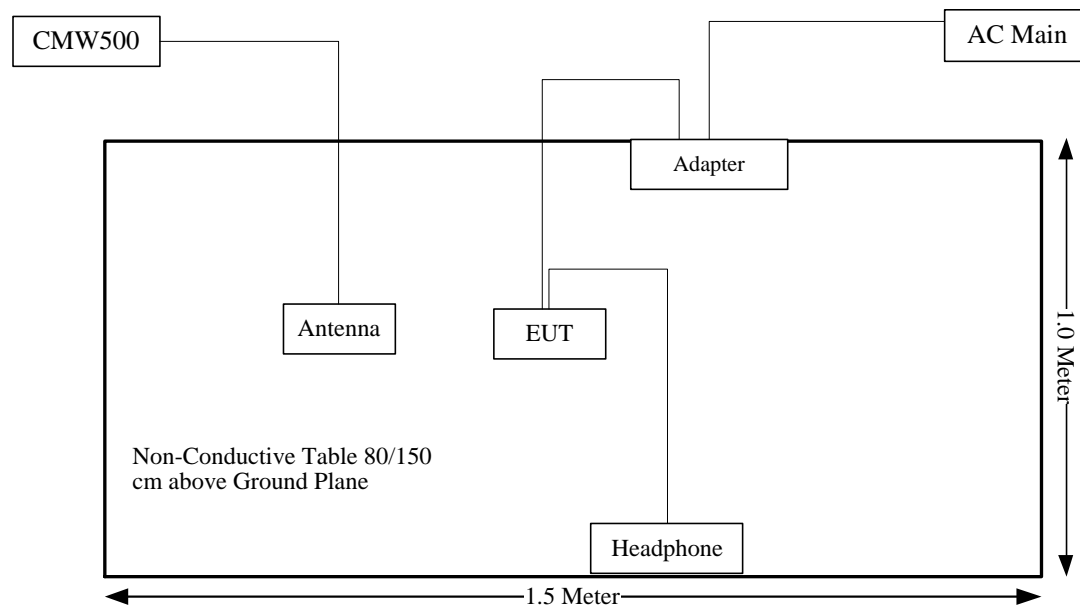 CMW500
AC Main
Adapter
Antenna
EUT
1.0 Meter
Non-Conductive Table 80/150
cm above Ground Plane
Headphone
1.5 Meter